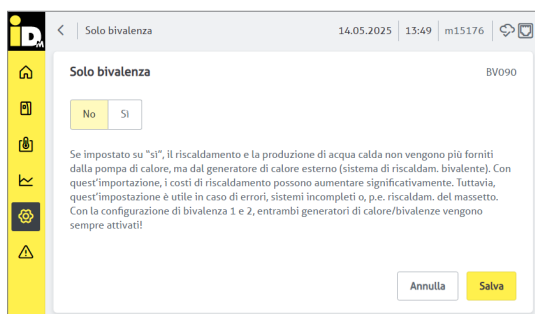 iDM
Solo bivalenza 14.05.2025 13:49 m15176
Solo bivalenza BV090
No Sì
Se impostato su "sì", il riscaldamento e la produzione di acqua calda non vengono più forniti
dalla pompa di calore, ma dal generatore di calore esterno (sistema di riscaldam. bivalente). Con
quest'importazione, i costi di riscaldamento possono aumentare significativamente. Tuttavia,
quest'impostazione è utile in caso di errori, sistemi incompleti o, p.e. riscaldam. del massetto.
Con la configurazione di bivalenza 1 e 2, entrambi generatori di calore/bivalenze vengono
sempre attivati!
Annulla Salva